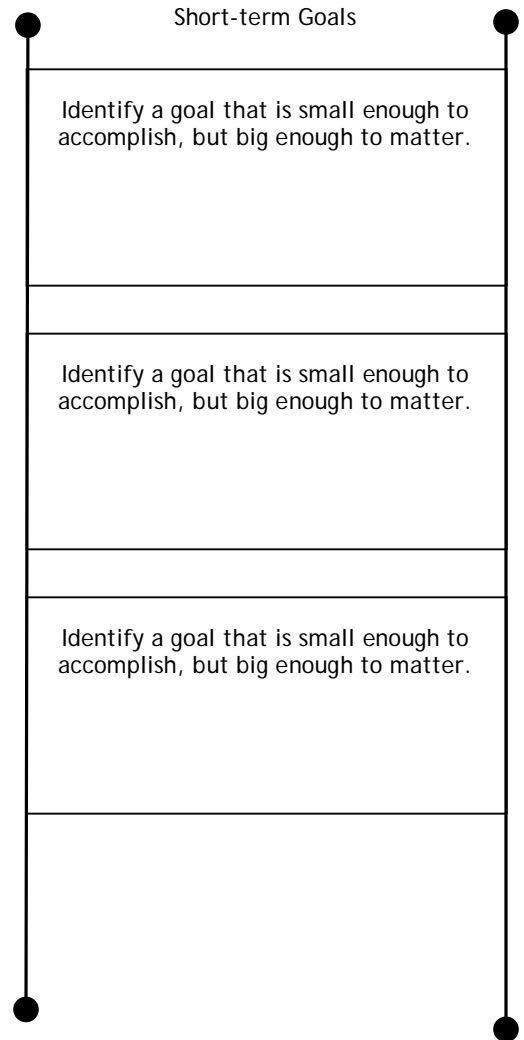 Short-term Goals
Identify a goal that is small enough to
accomplish, but big enough to matter.
Identify a goal that is small enough to
accomplish, but big enough to matter.
Identify a goal that is small enough to
accomplish, but big enough to matter.